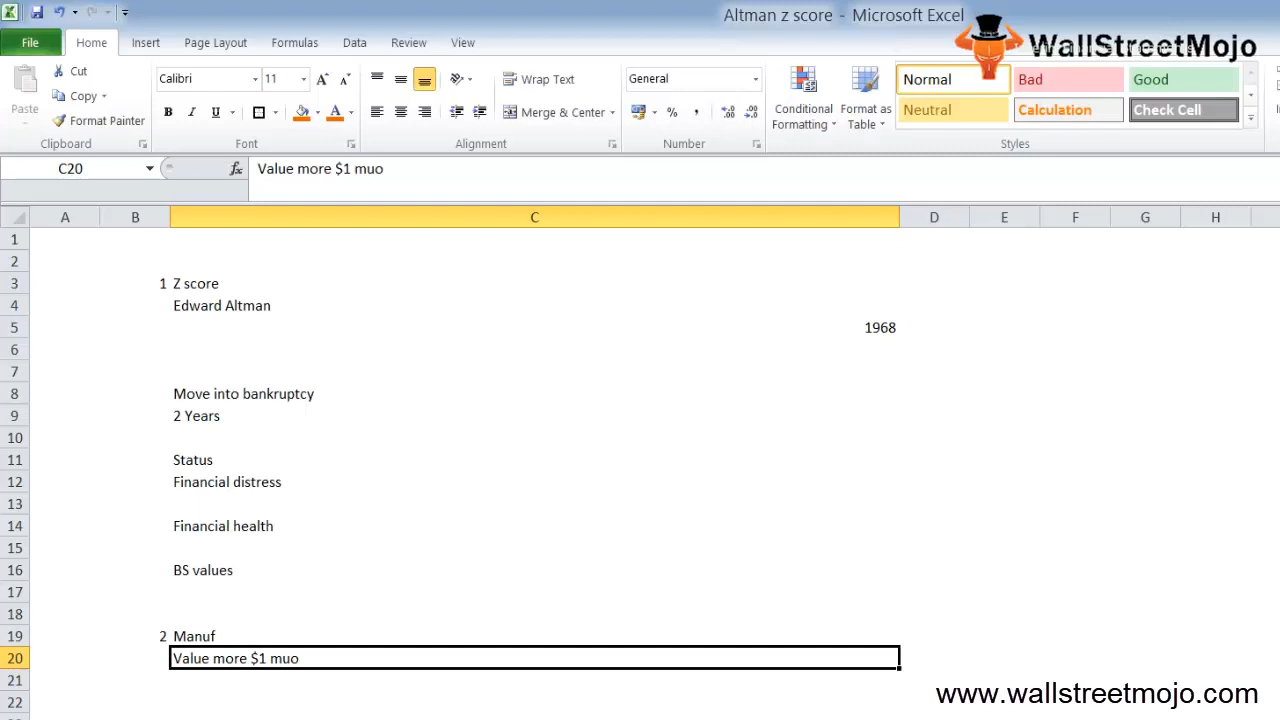 Altman z score - Microsoft Excel
WallStreetMojo
File Home Insert Page Layout Formulas Data Review View
Paste
Cut
Copy
Format Painter
Clipboard
Calibri 11
B I U A
Font
Wrap Text
Merge & Center
Alignment
General
% ,
Number
Conditional Formatting
Format as Table
Normal Bad Good
Neutral Calculation Check Cell
Styles
C20 fx Value more $1 muo
A B C D E F G H
1
2
3 1 Z score
4 Edward Altman
5 1968
6
7
8 Move into bankruptcy
9 2 Years
10
11 Status
12 Financial distress
13
14 Financial health
15
16 BS values
17
18
19 2 Manuf
20 Value more $1 muo
21
22
www.wallstreetmojo.com